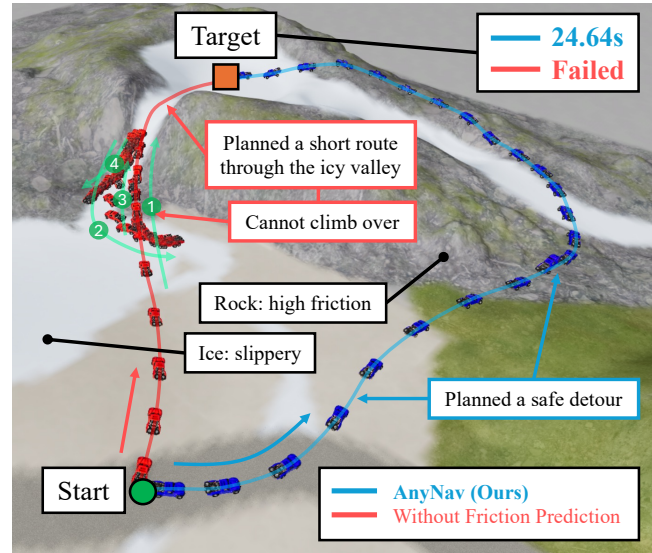 Target
24.64s
Failed
Planned a short route
through the icy valley
4
3
1
2
Cannot climb over
Rock: high friction
Ice: slippery
Planned a safe detour
Start
AnyNav (Ours)
Without Friction Prediction